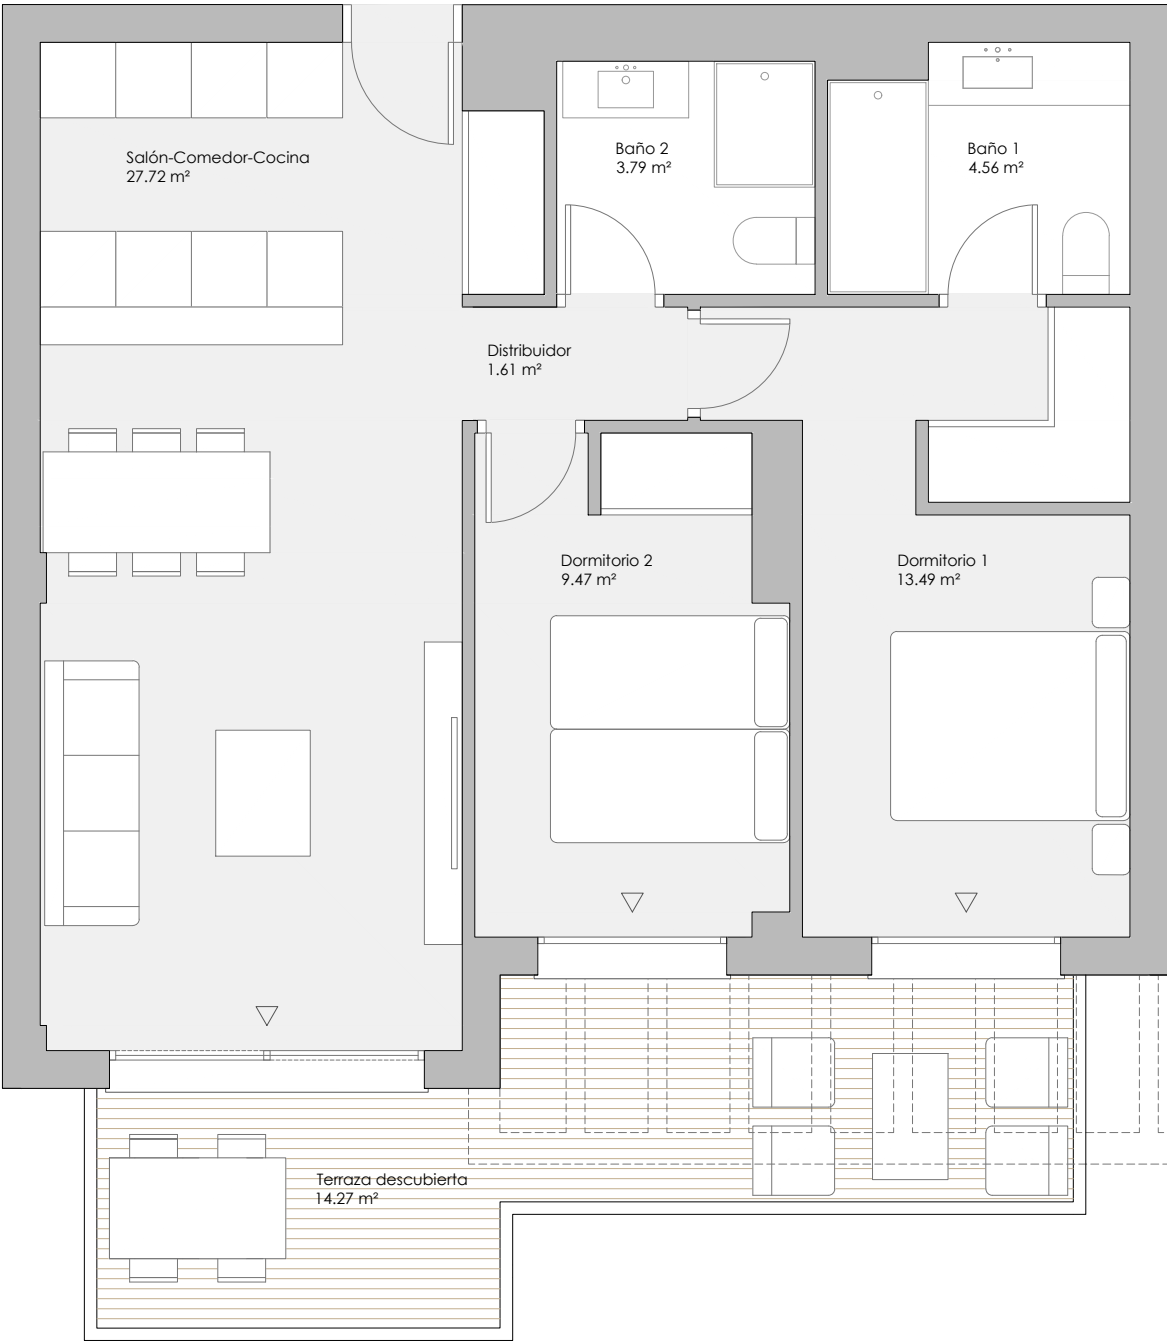 Salón-Comedor-Cocina
27.72 m²
Baño 2
3.79 m²
Baño 1
4.56 m²
Distribuidor
1.61 m²
Dormitorio 2
9.47 m²
Dormitorio 1
13.49 m²
Terraza descubierta
14.27 m²